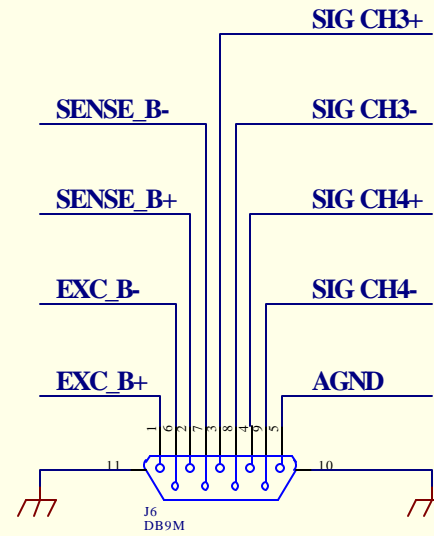 SIG CH3+
SENSE_B- SIG CH3-
SENSE_B+ SIG CH4+
EXC_B- SIG CH4-
EXC_B+ AGND
1 6 2 7 3 8 4 9 5
11 10
J6
DB9M